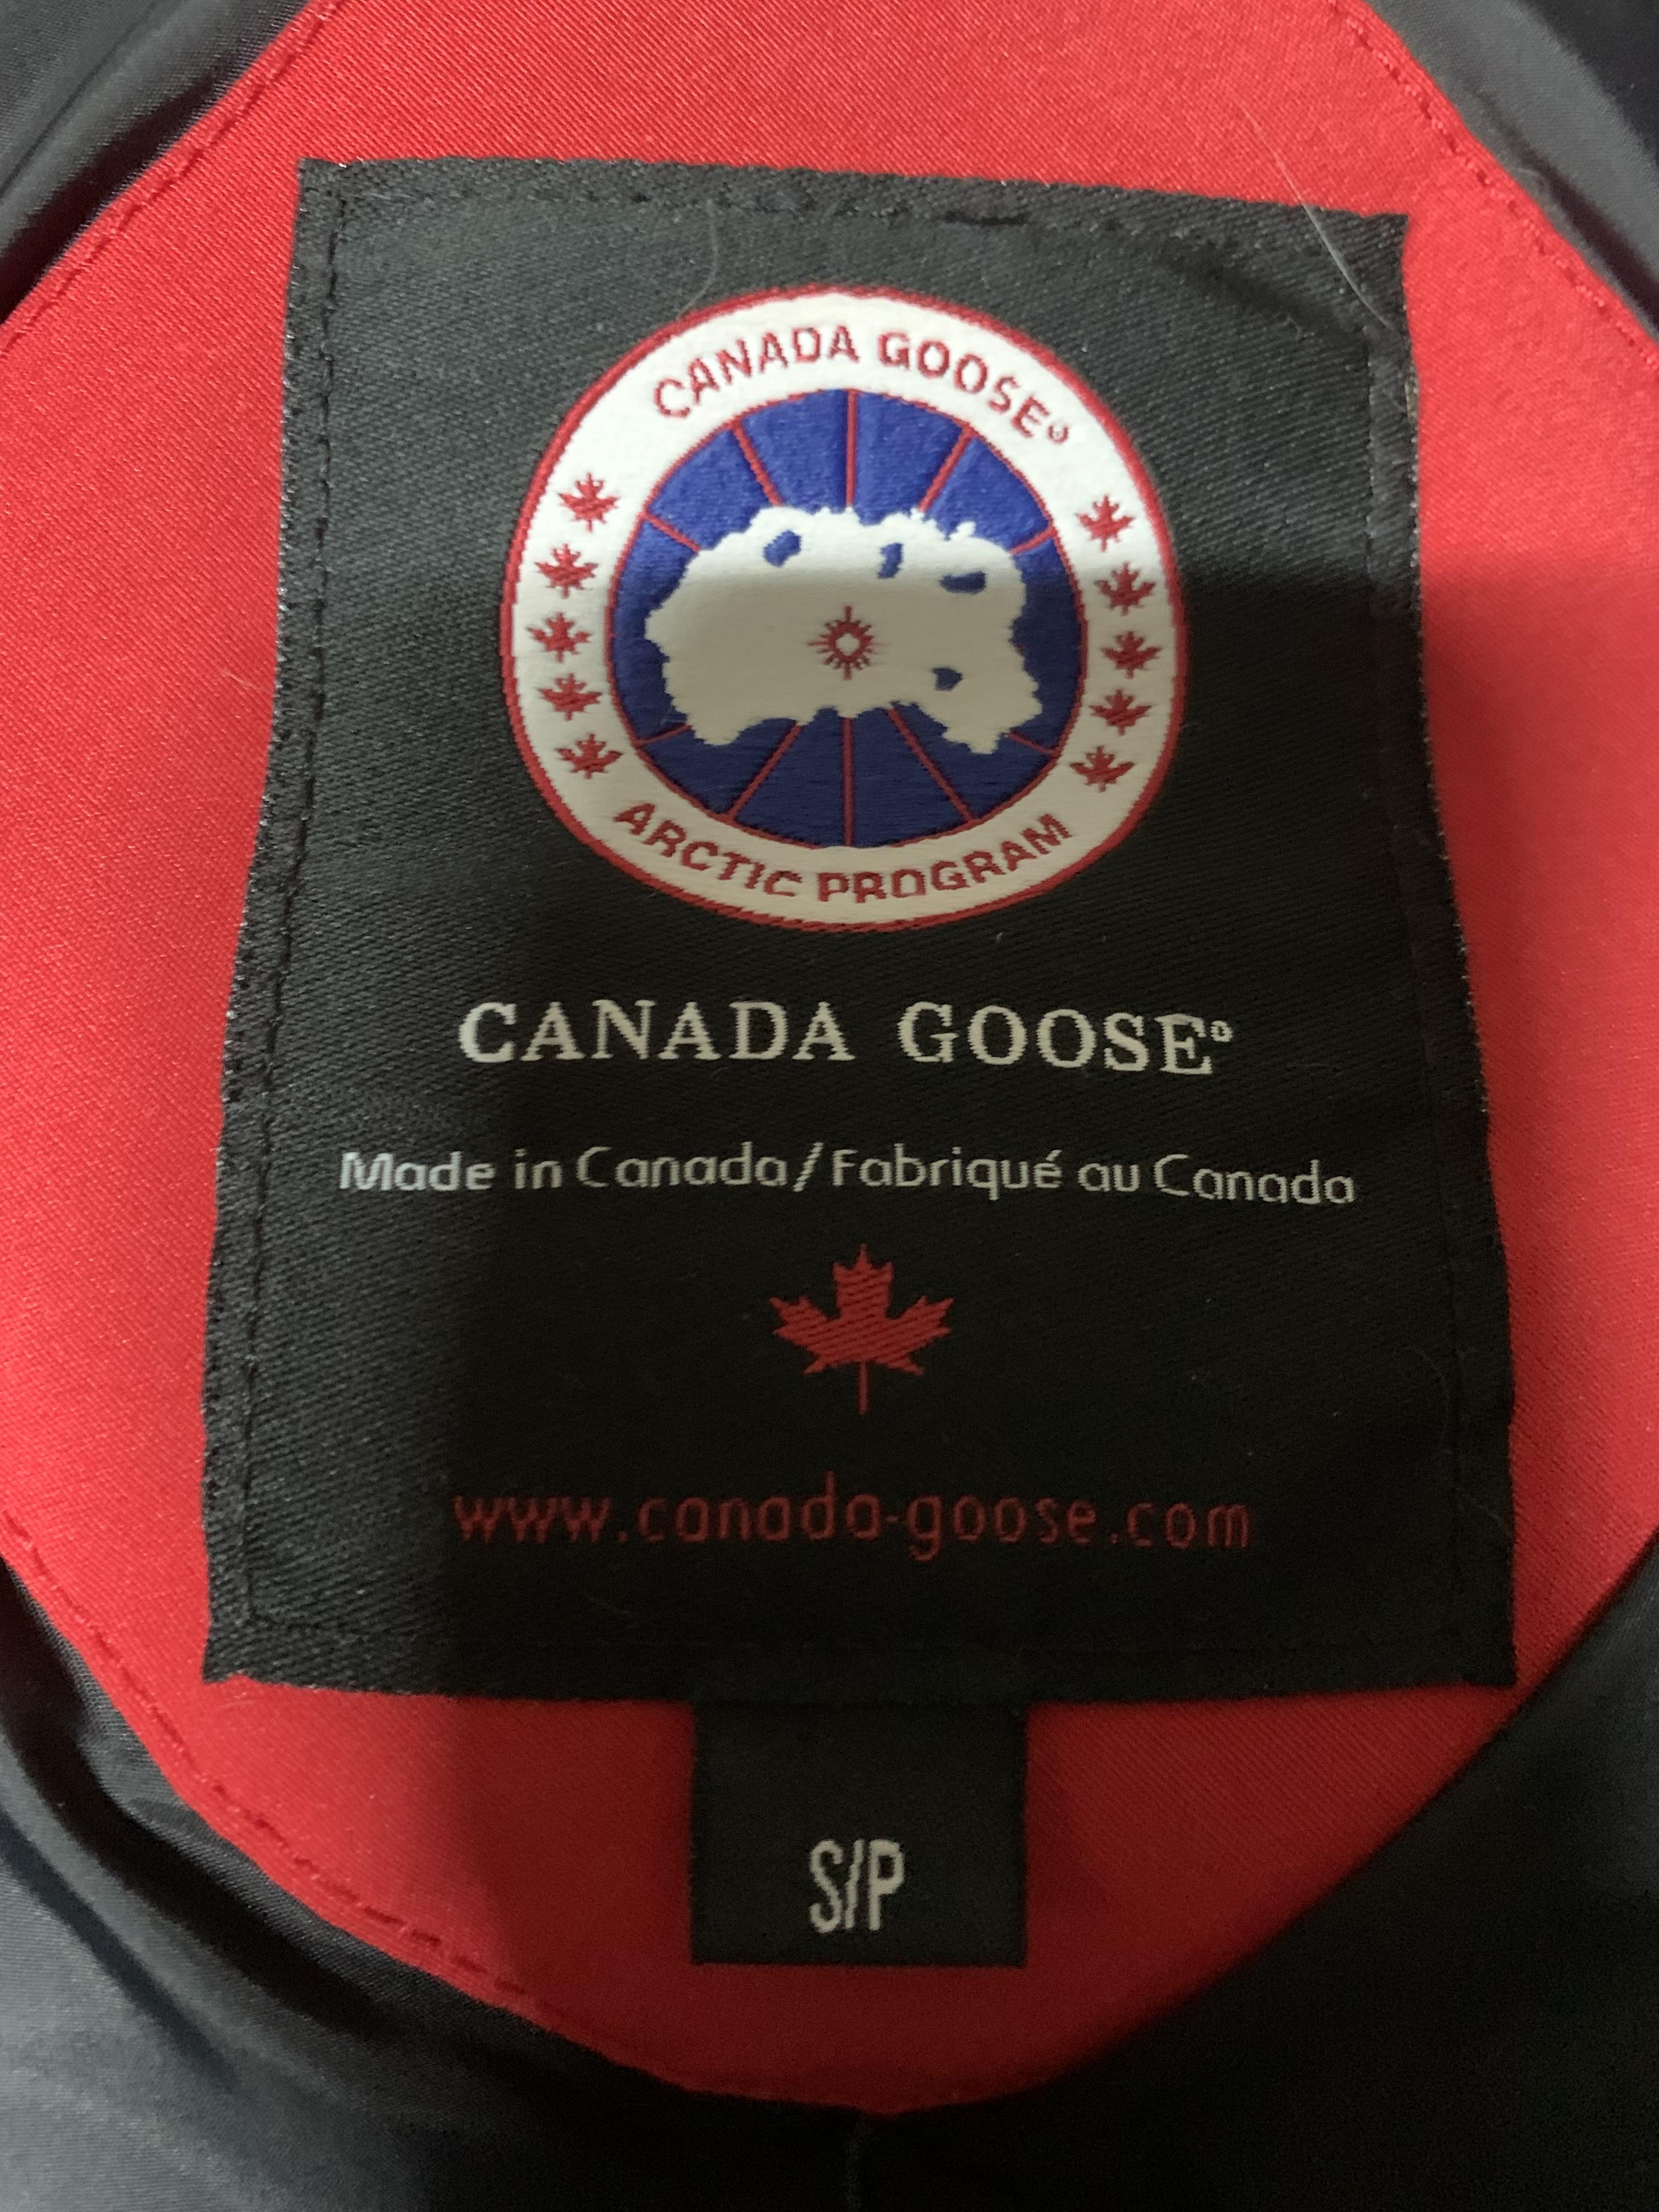 CANADA GOOSE®
ARCTIC PROGRAM
CANADA GOOSE®
Made in Canada/Fabriqué au Canada
www.canada-goose.com
S/P